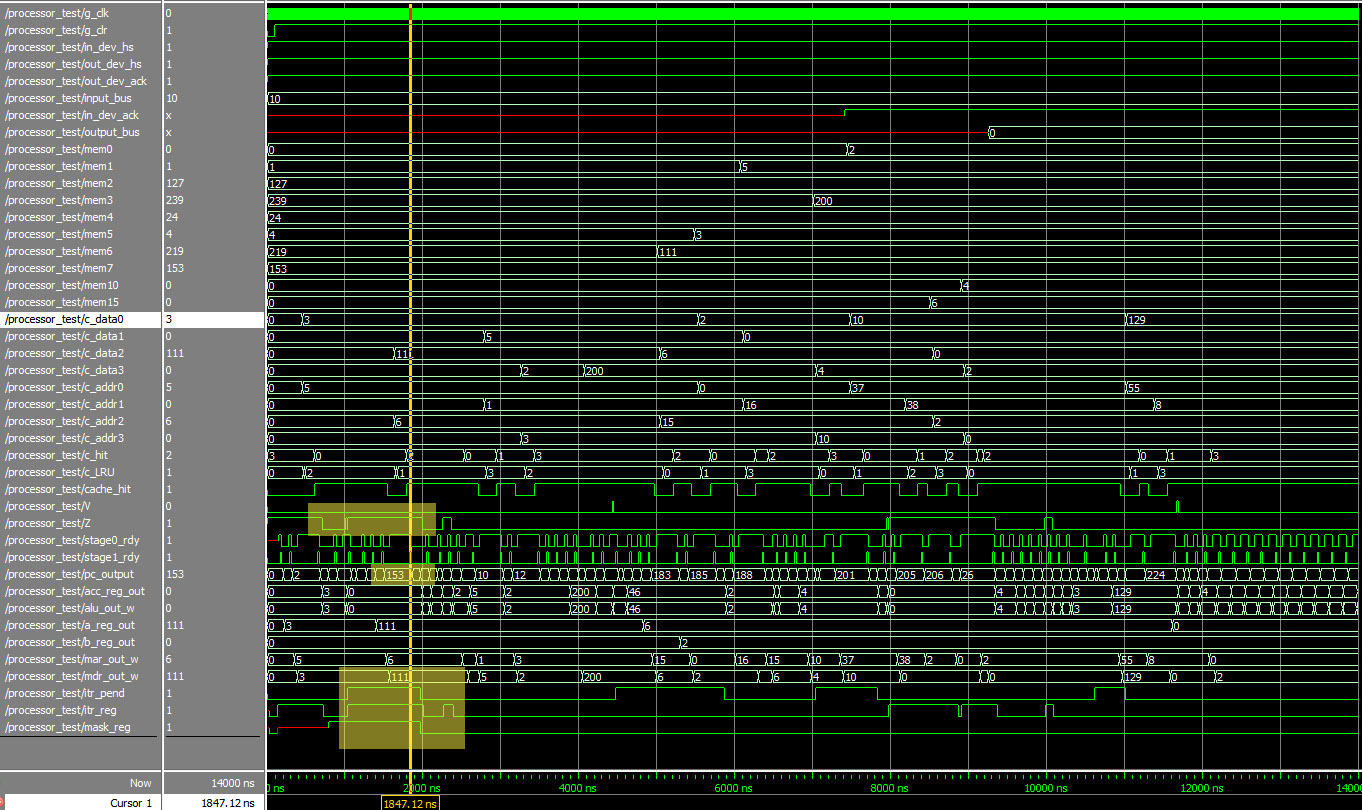 /processor_test/g_clk 0
/processor_test/g_clr 1
/processor_test/in_dev_hs 1
/processor_test/out_dev_hs 1
/processor_test/out_dev_ack 1
/processor_test/input_bus 10 10
/processor_test/in_dev_ack x
/processor_test/output_bus x 0
/processor_test/mem0 0 0 2
/processor_test/mem1 1 1 5
/processor_test/mem2 127 127
/processor_test/mem3 239 239 200
/processor_test/mem4 24 24
/processor_test/mem5 4 4 3
/processor_test/mem6 219 219 111
/processor_test/mem7 153 153
/processor_test/mem10 0 0 4
/processor_test/mem15 0 0 6
/processor_test/c_data0 3 0 3 2 10 129
/processor_test/c_data1 0 0 5 0
/processor_test/c_data2 111 0 111 6 0
/processor_test/c_data3 0 0 2 200 4 2
/processor_test/c_addr0 5 0 5 0 37 55
/processor_test/c_addr1 0 0 1 16 38 8
/processor_test/c_addr2 6 0 6 15 2
/processor_test/c_addr3 0 0 3 10 0
/processor_test/c_hit 2 3 0 2 0 1 3 2 0 1 2 3 0 1 2 2 0 1 3
/processor_test/c_LRU 1 0 2 1 3 2 0 1 3 0 1 2 3 0 1 3
/processor_test/cache_hit 1
/processor_test/V 0
/processor_test/Z 1
/processor_test/stage0_rdy 1
/processor_test/stage1_rdy 1
/processor_test/pc_output 153 0 2 153 10 12 183 185 188 201 205 206 26 224
/processor_test/acc_reg_out 0 0 3 0 2 5 2 200 46 2 4 0 4 3 129 4
/processor_test/alu_out_w 0 0 3 0 5 2 200 46 2 4 0 4 3 129
/processor_test/a_reg_out 111 0 3 111 6 0
/processor_test/b_reg_out 0 0 2
/processor_test/mar_out_w 6 0 5 6 1 3 15 0 16 15 10 37 38 2 0 2 55 8 0
/processor_test/mdr_out_w 111 0 3 111 5 2 200 6 2 6 4 10 0 0 129 0 2
/processor_test/itr_pend 1
/processor_test/itr_reg 1
/processor_test/mask_reg 1
Now 14000 ns ns 2000 ns 4000 ns 6000 ns 8000 ns 10000 ns 12000 ns 14000
Cursor 1 1847.12 ns 1847.12 ns